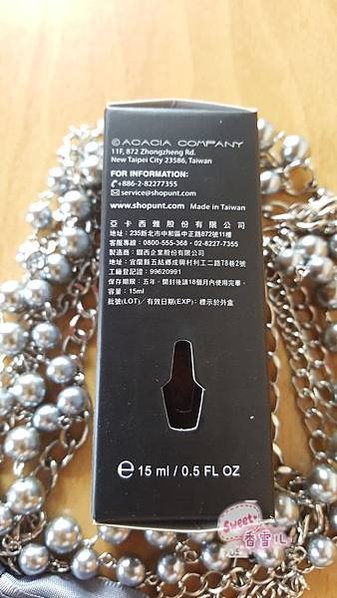 © ACACIA COMPANY
11F, 872 Zhongzheng Rd.
New Taipei City 23586, Taiwan
FOR INFORMATION:
+886-2-82277355
service@shopunt.com
www.shopunt.com Made in Taiwan
亞卡西雅股份有限公司
地址：235新北市中和區中正路872號11樓
客服專線：0800-555-368，02-8227-7355
製造商：關西企業股份有限公司
地址：宜蘭縣五結鄉成興村利工二路78巷2號
工廠登記證：99620991
保存期限：五年，開封後請18個月內使用完畢。
容量：15ml
批號(LOT)／有效日期(EXP)：標示於外盒
e 15 ml / 0.5 FL OZ
Sweet
香雪儿